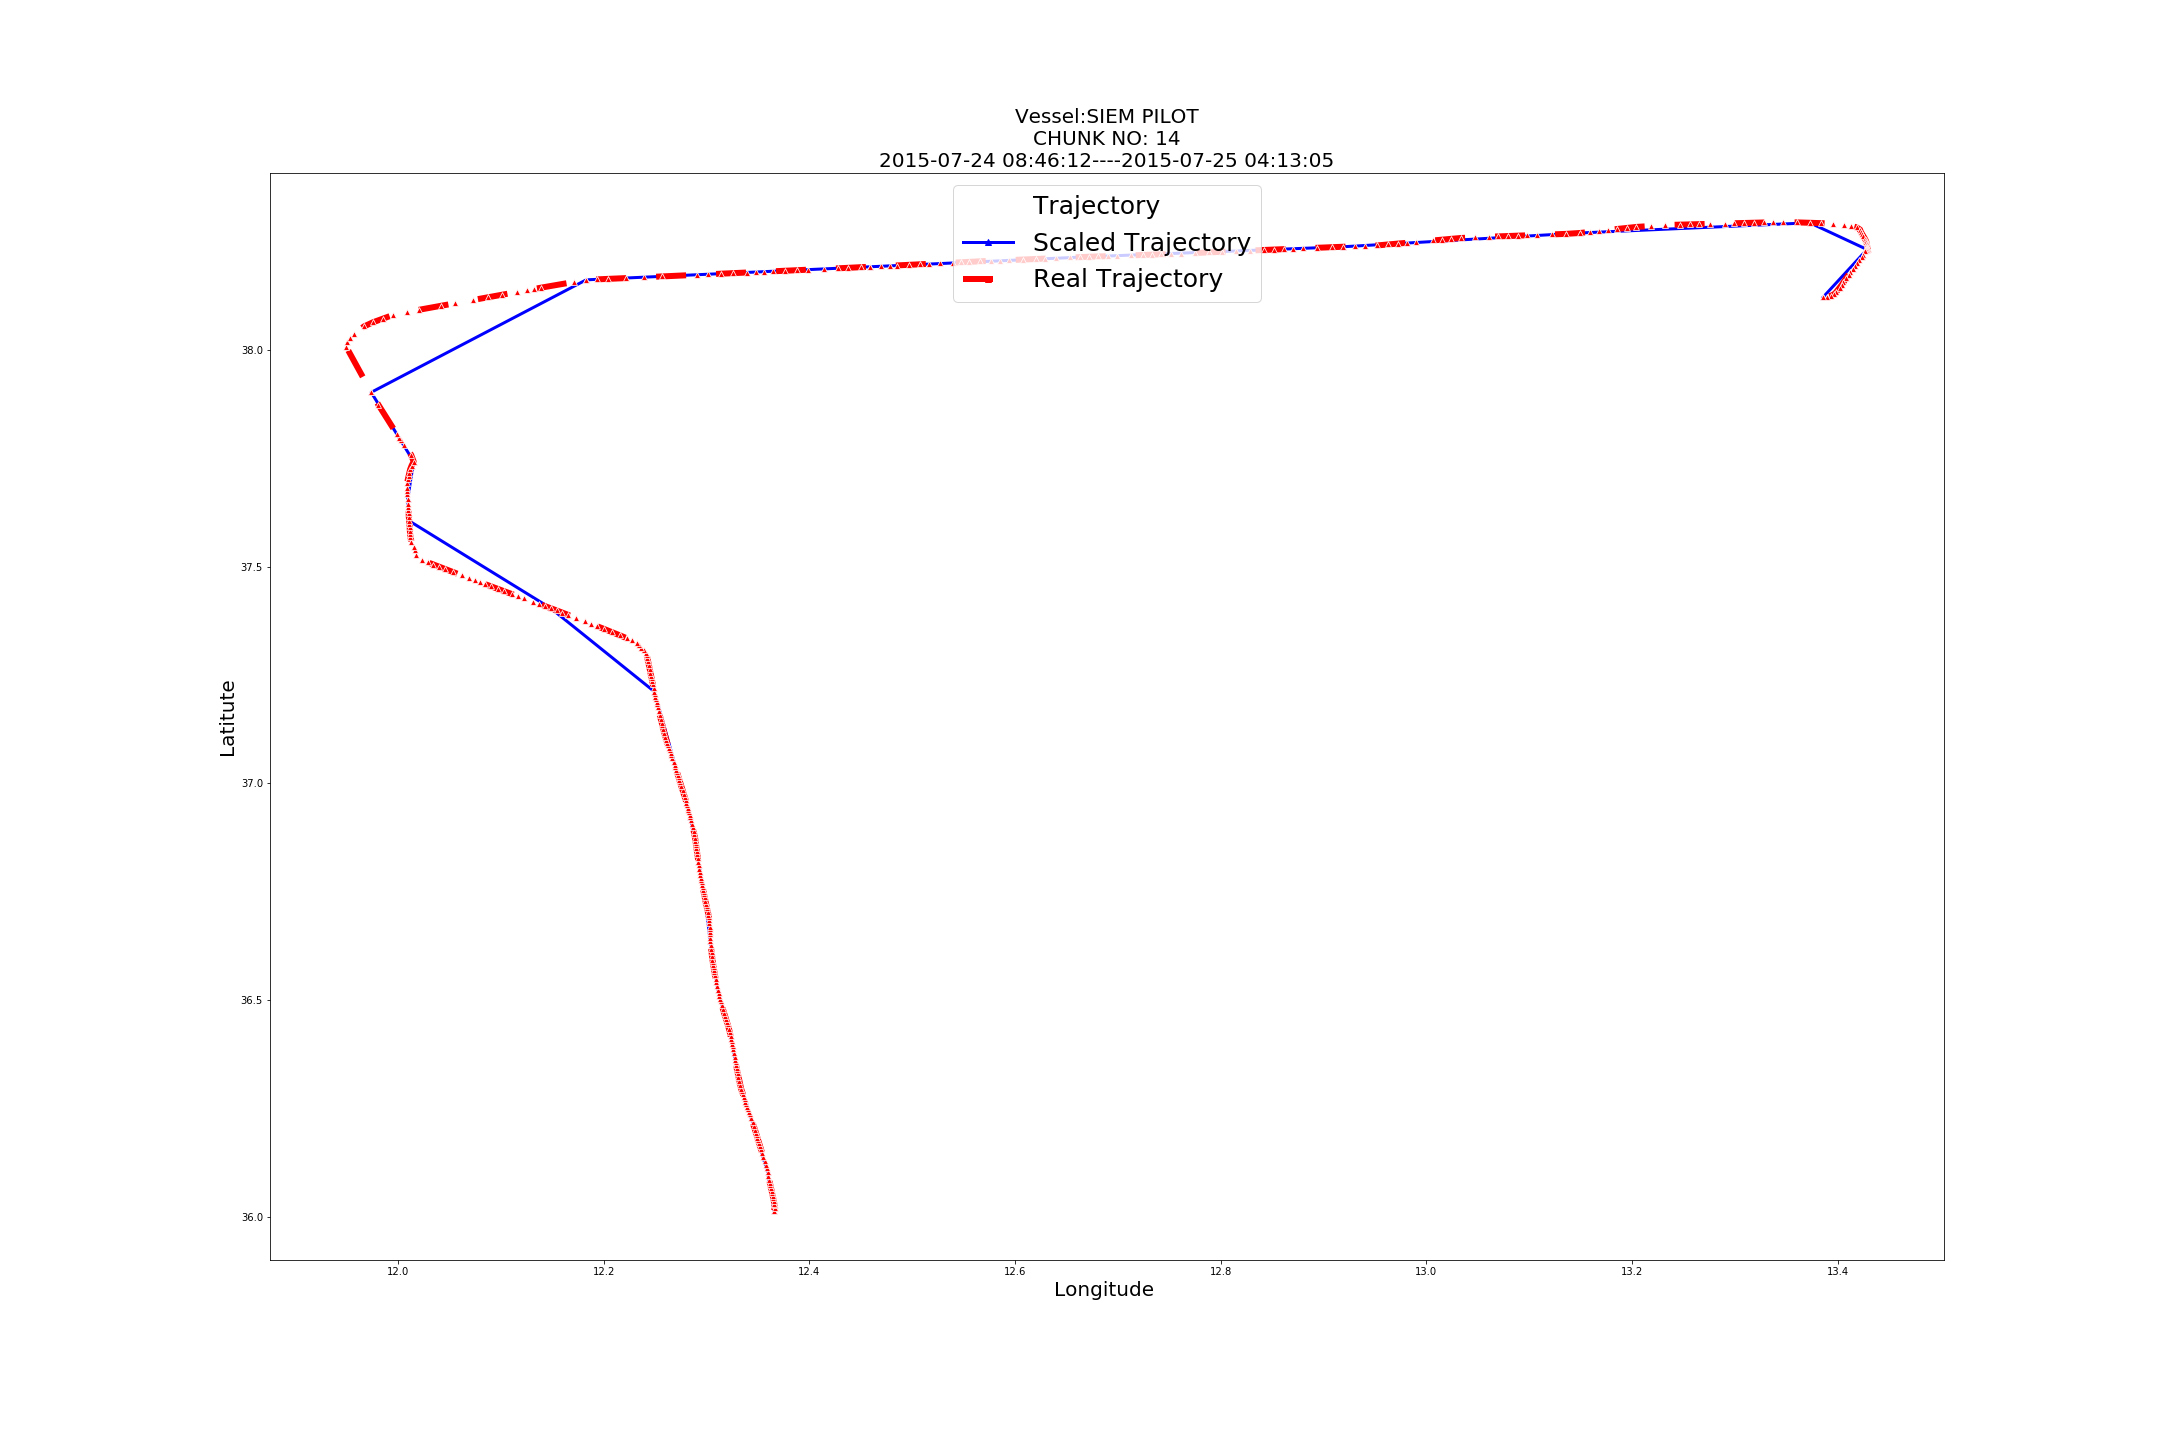 Vessel:SIEM PILOT
CHUNK NO: 14
2015-07-24 08:46:12----2015-07-25 04:13:05
Trajectory
Scaled Trajectory
Real Trajectory
38.0
37.5
37.0
36.5
36.0
Latitute
12.0 12.2 12.4 12.6 12.8 13.0 13.2 13.4
Longitude